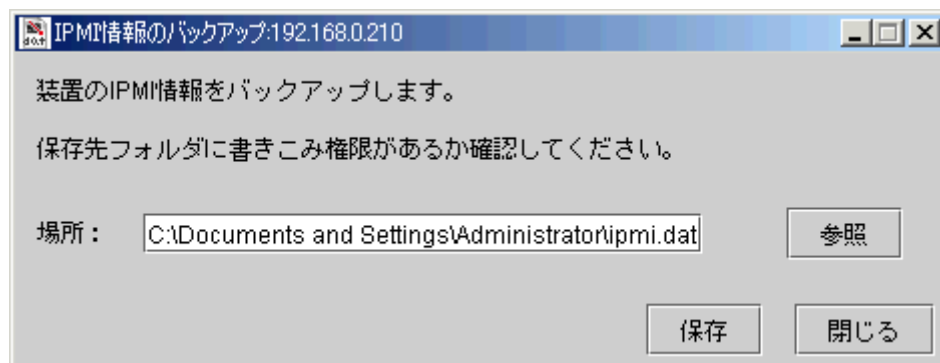 IPMI情報のバックアップ:192.168.0.210
装置のIPMI情報をバックアップします。
保存先フォルダに書きこみ権限があるか確認してください。
場所： C:\Documents and Settings\Administrator\ipmi.dat 参照
保存 閉じる